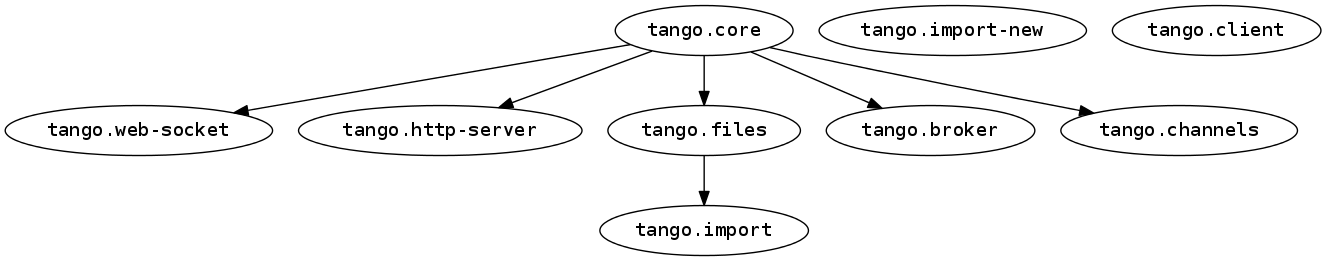 tango.core
tango.import-new
tango.client
tango.web-socket
tango.http-server
tango.files
tango.broker
tango.channels
tango.import